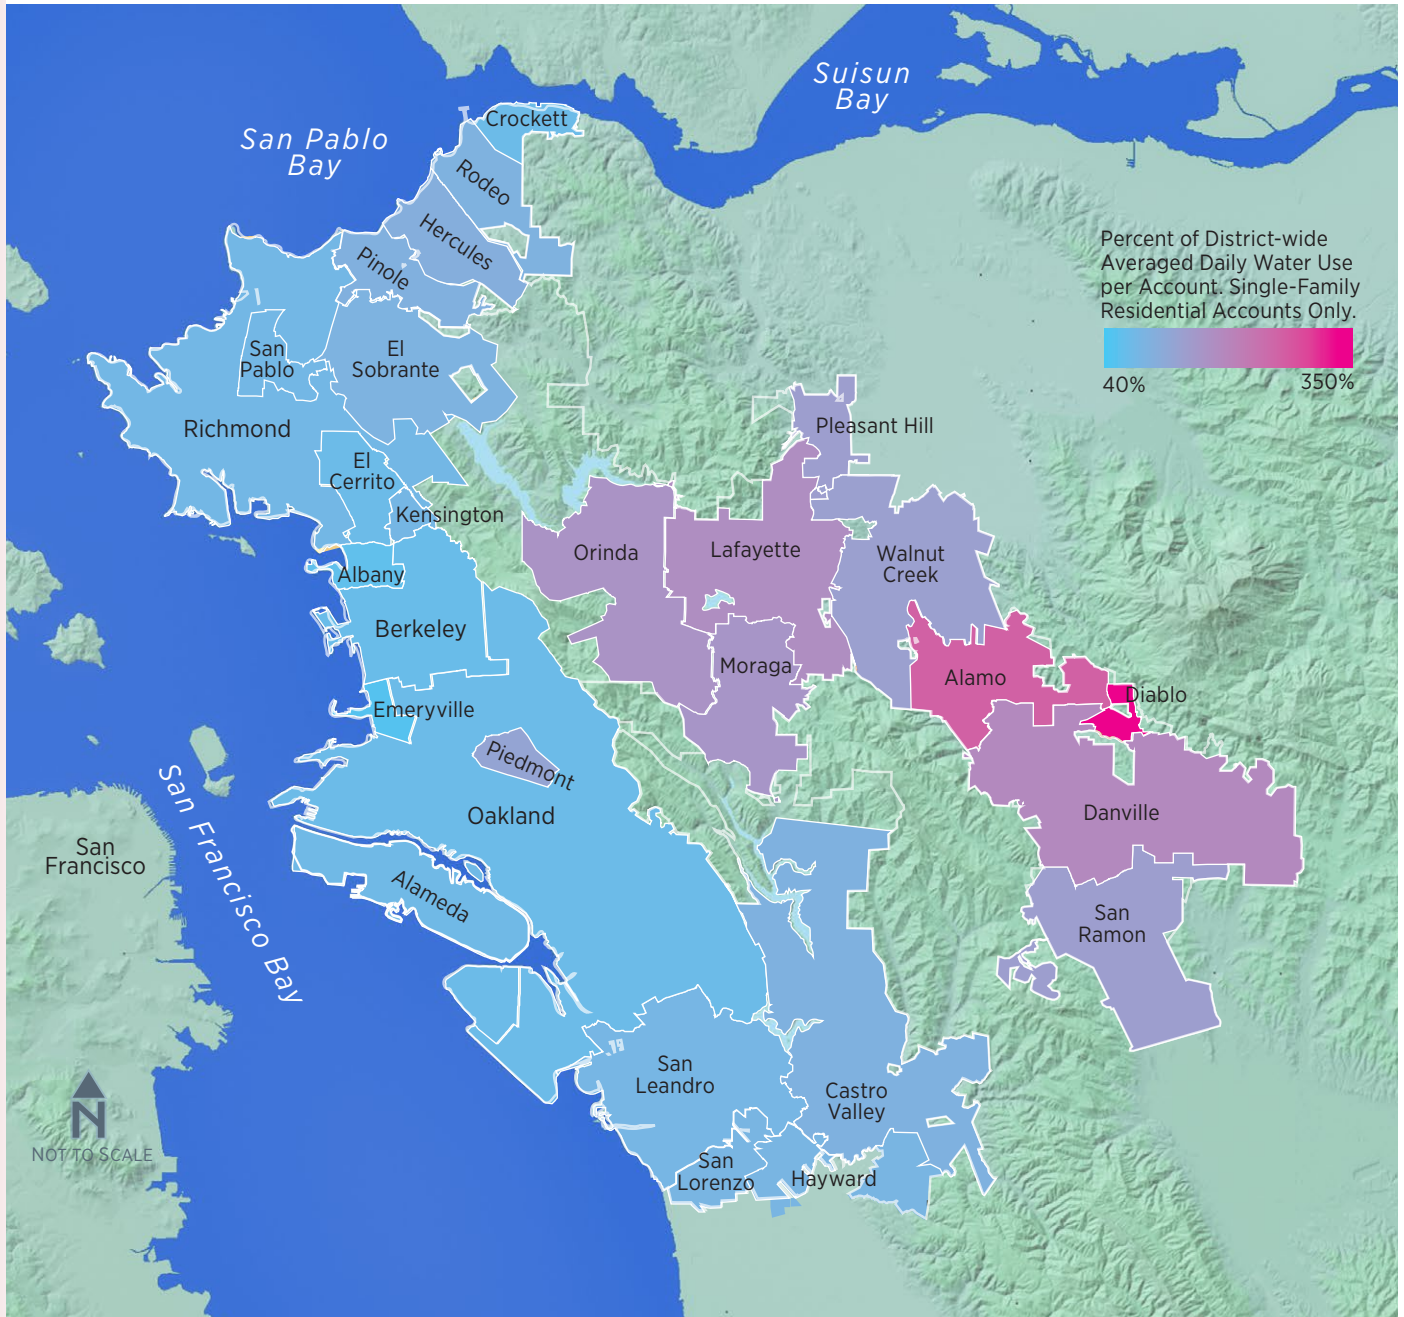 Suisun
Bay
San Pablo
Bay
Crockett
Rodeo
Hercules
Pinole
Percent of District-wide
Averaged Daily Water Use
per Account. Single-Family
Residential Accounts Only.
40%
350%
San
Pablo
El
Sobrante
Richmond
Pleasant Hill
El
Cerrito
Kensington
Orinda
Lafayette
Walnut
Creek
Albany
Berkeley
Moraga
Alamo
Diablo
Emeryville
Piedmont
Oakland
Danville
San Francisco Bay
San
Francisco
Alameda
San
Ramon
San
Leandro
Castro
Valley
N
NOT TO SCALE
San
Lorenzo
Hayward